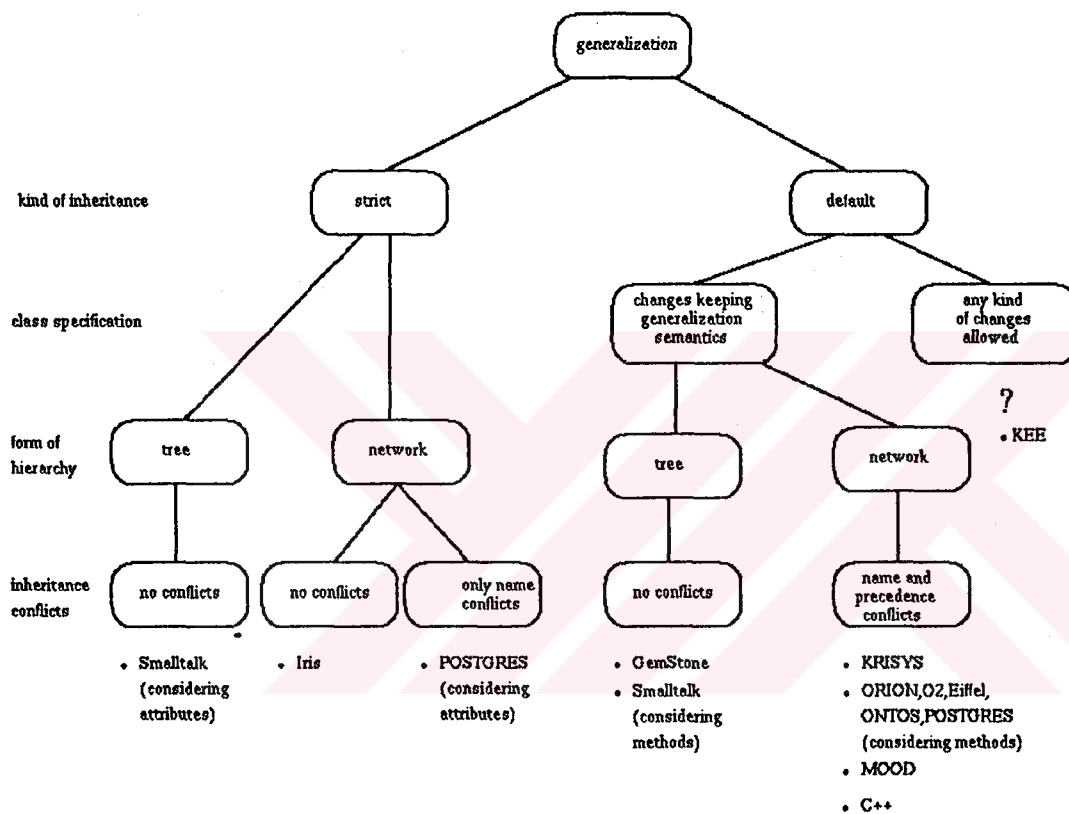 generalization
kind of inheritance
strict
default
class specification
changes keeping
generalization
semantics
any kind
of changes
allowed
form of
hierarchy
tree
network
tree
network
?
• KEE
inheritance
conflicts
no conflicts
no conflicts
only name
conflicts
no conflicts
name and
precedence
conflicts
• Smalltalk
(considering
attributes)
• Iris
• POSTGRES
(considering
attributes)
• GemStone
• Smalltalk
(considering
methods)
• KRISYS
• ORION,O2,Eiffel,
ONTOS,POSTGRES
(considering methods)
• MOOD
• C++